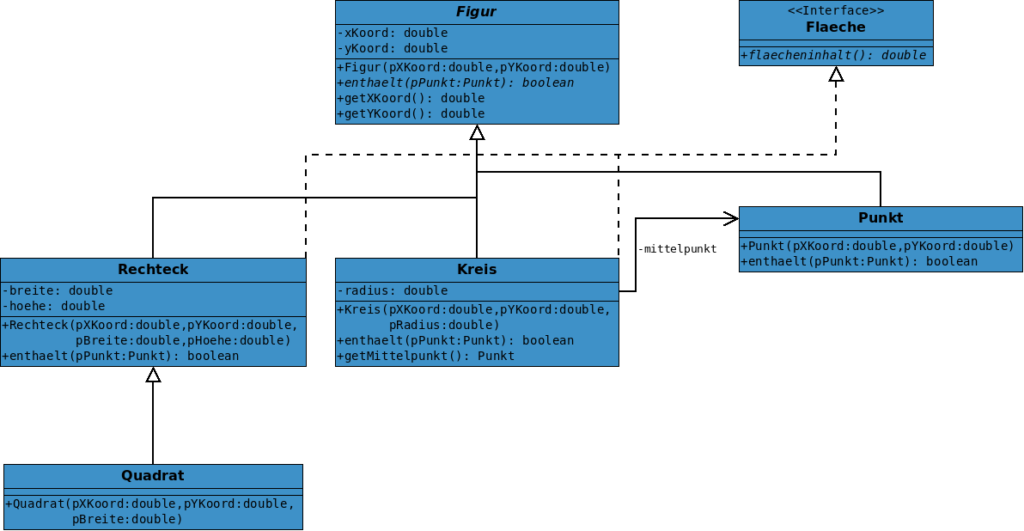 Figur
-xKoord: double
-yKoord: double
+Figur(pXKoord:double,pYKoord:double)
+enthaelt(pPunkt:Punkt): boolean
+getXKoord(): double
+getYKoord(): double
<<Interface>>
Flaeche
+flaecheninhalt(): double
Rechteck
-breite: double
-hoehe: double
+Rechteck(pXKoord:double,pYKoord:double,
pBreite:double,pHoehe:double)
+enthaelt(pPunkt:Punkt): boolean
Kreis
-radius: double
+Kreis(pXKoord:double,pYKoord:double,
pRadius:double)
+enthaelt(pPunkt:Punkt): boolean
+getMittelpunkt(): Punkt
-mittelpunkt
Punkt
+Punkt(pXKoord:double,pYKoord:double)
+enthaelt(pPunkt:Punkt): boolean
Quadrat
+Quadrat(pXKoord:double,pYKoord:double,
pBreite:double)